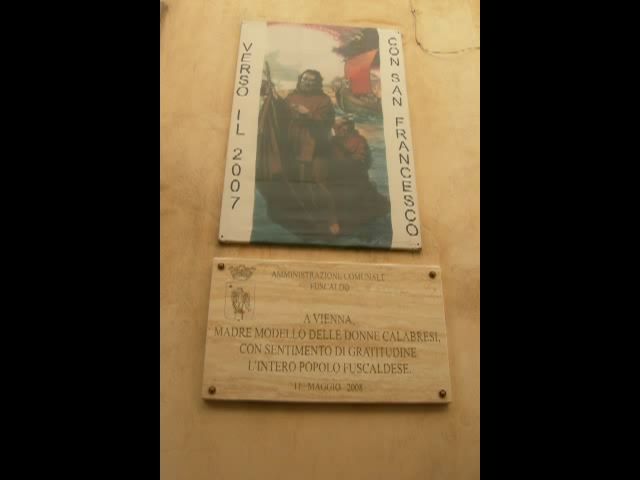 VERSO IL 2007
CON SAN FRANCESCO
AMMINISTRAZIONE COMUNALE
FUSCALDO
A VIENNA,
MADRE MODELLO DELLE DONNE CALABRESI,
CON SENTIMENTO DI GRATITUDINE
L'INTERO POPOLO FUSCALDESE.
11 MAGGIO 2008